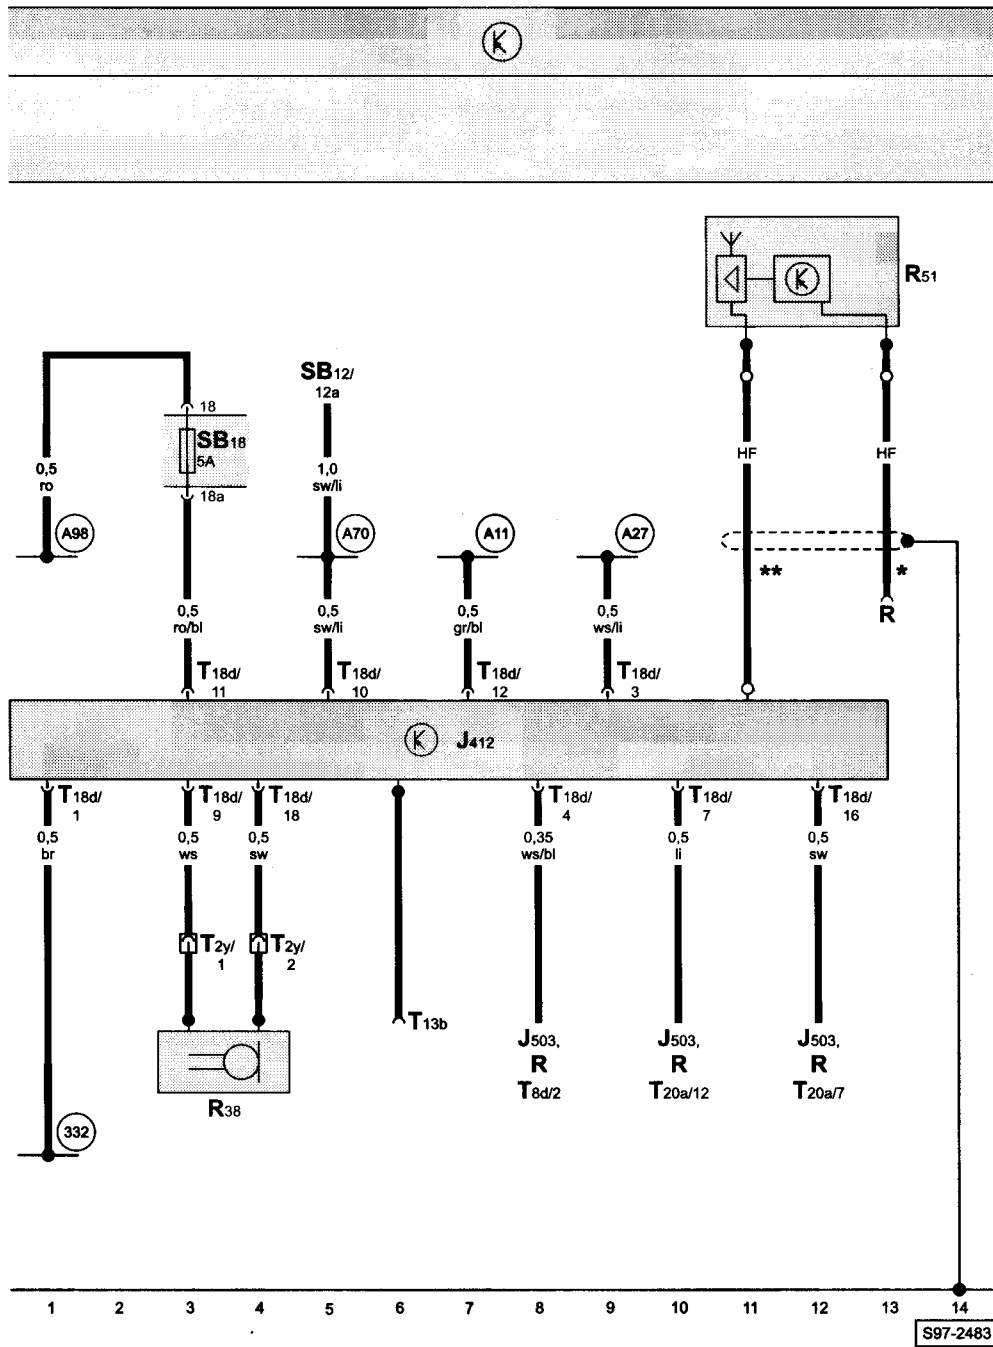 R51
SB12/
12a
18
SB18
5A
18a
0,5
ro
1,0
sw/li
HF
HF
A98
A70
A11
A27
**
*
R
0,5
ro/bl
0,5
sw/li
0,5
gr/bl
0,5
ws/li
T18d/
11
T18d/
10
T18d/
12
T18d/
3
J412
T18d/
1
T18d/
9
T18d/
18
T18d/
4
T18d/
7
T18d/
16
0,5
br
0,5
ws
0,5
sw
0,35
ws/bl
0,5
li
0,5
sw
T2y/
1
T2y/
2
T13b
J503,
R
T8d/2
J503,
R
T20a/12
J503,
R
T20a/7
R38
332
1 2 3 4 5 6 7 8 9 10 11 12 13 14
S97-2483